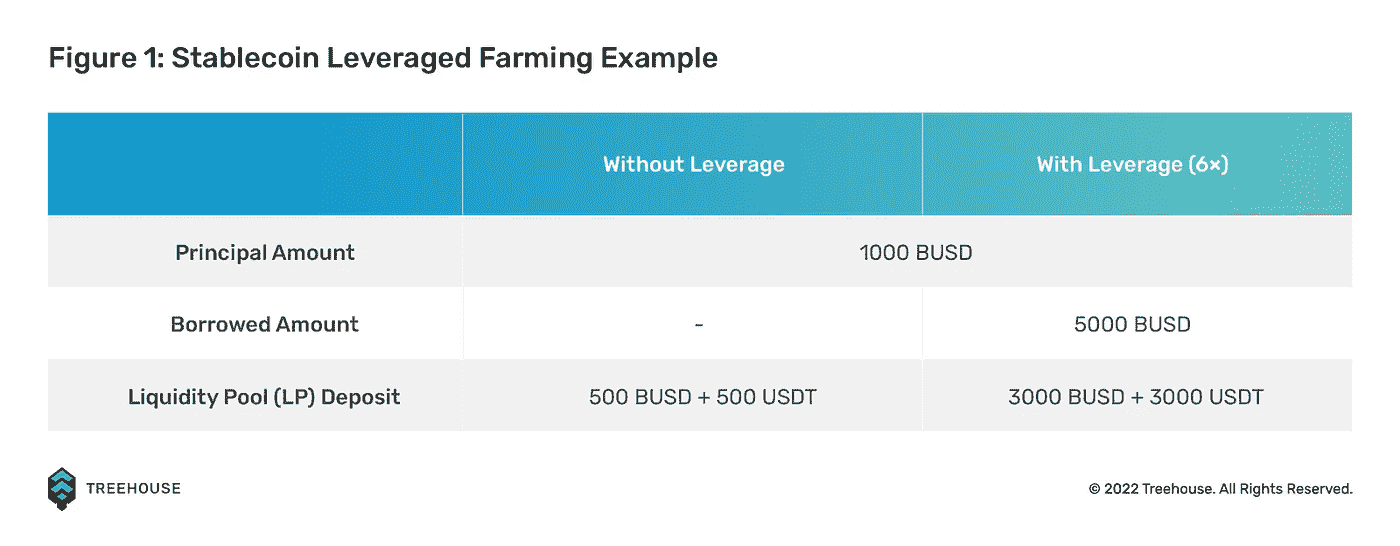 Figure 1: Stablecoin Leveraged Farming Example
Without Leverage
With Leverage (6×)
Principal Amount
1000 BUSD
Borrowed Amount
-
5000 BUSD
Liquidity Pool (LP) Deposit
500 BUSD + 500 USDT
3000 BUSD + 3000 USDT
TREEHOUSE
© 2022 Treehouse. All Rights Reserved.